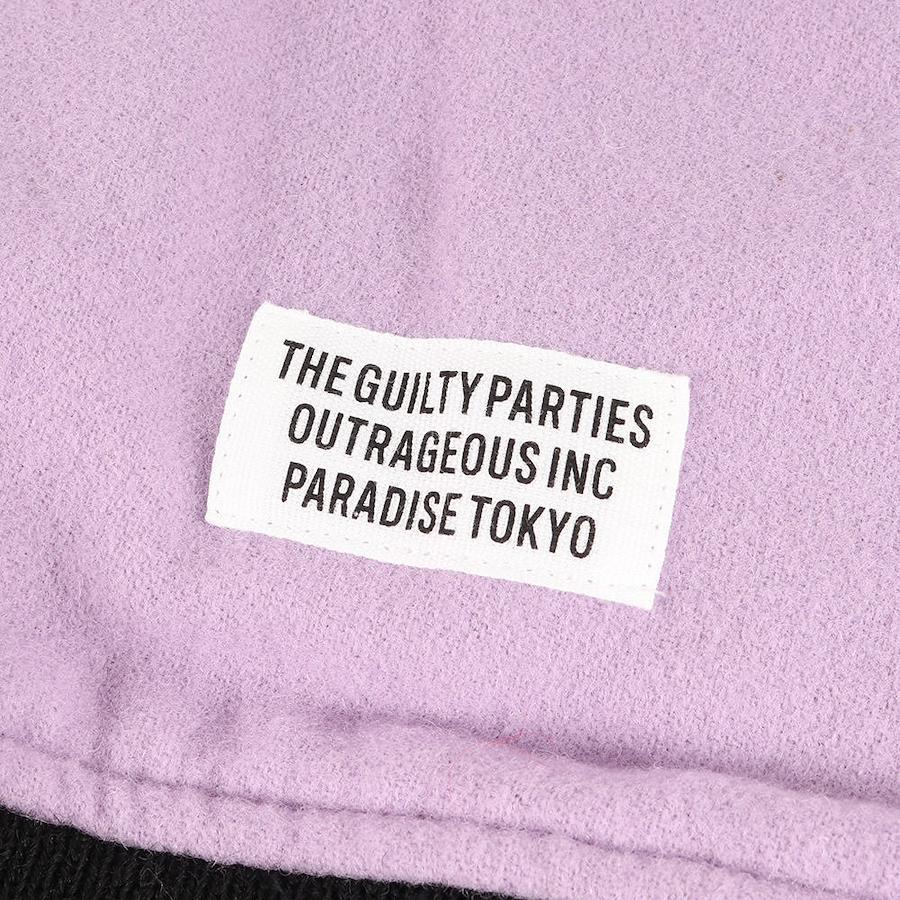 THE GUILTY PARTIES
OUTRAGEOUS INC
PARADISE TOKYO